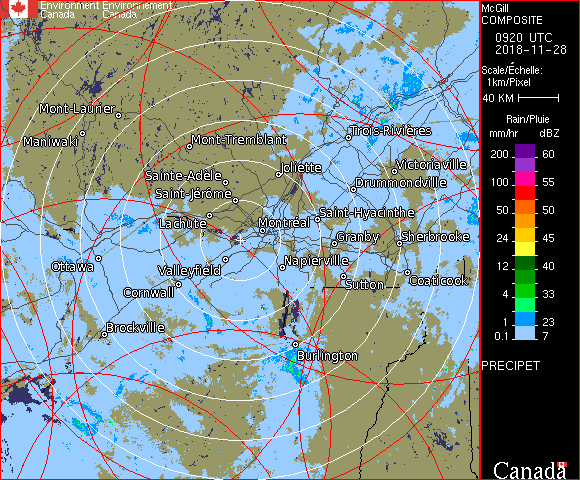 Environment Environnement
Canada Canada
McGill
COMPOSITE
0920 UTC
2018-11-28
Scale/Échelle:
1km/Pixel
40 KM
Rain/Pluie
mm/hr dBZ
200 60
100 55
50 50
24 45
12 40
4 33
1 23
0.1 7
PRECIPET
Canada
Mont-Laurier
Maniwaki
Mont-Tremblant
Trois-Rivières
Joliette
Victoriaville
Sainte-Adèle
Drummondville
Saint-Jérôme
Lachute
Saint-Hyacinthe
Montréal
Granby
Sherbrooke
Ottawa
Valleyfield
Napierville
Cornwall
Sutton
Coaticook
Brockville
Burlington